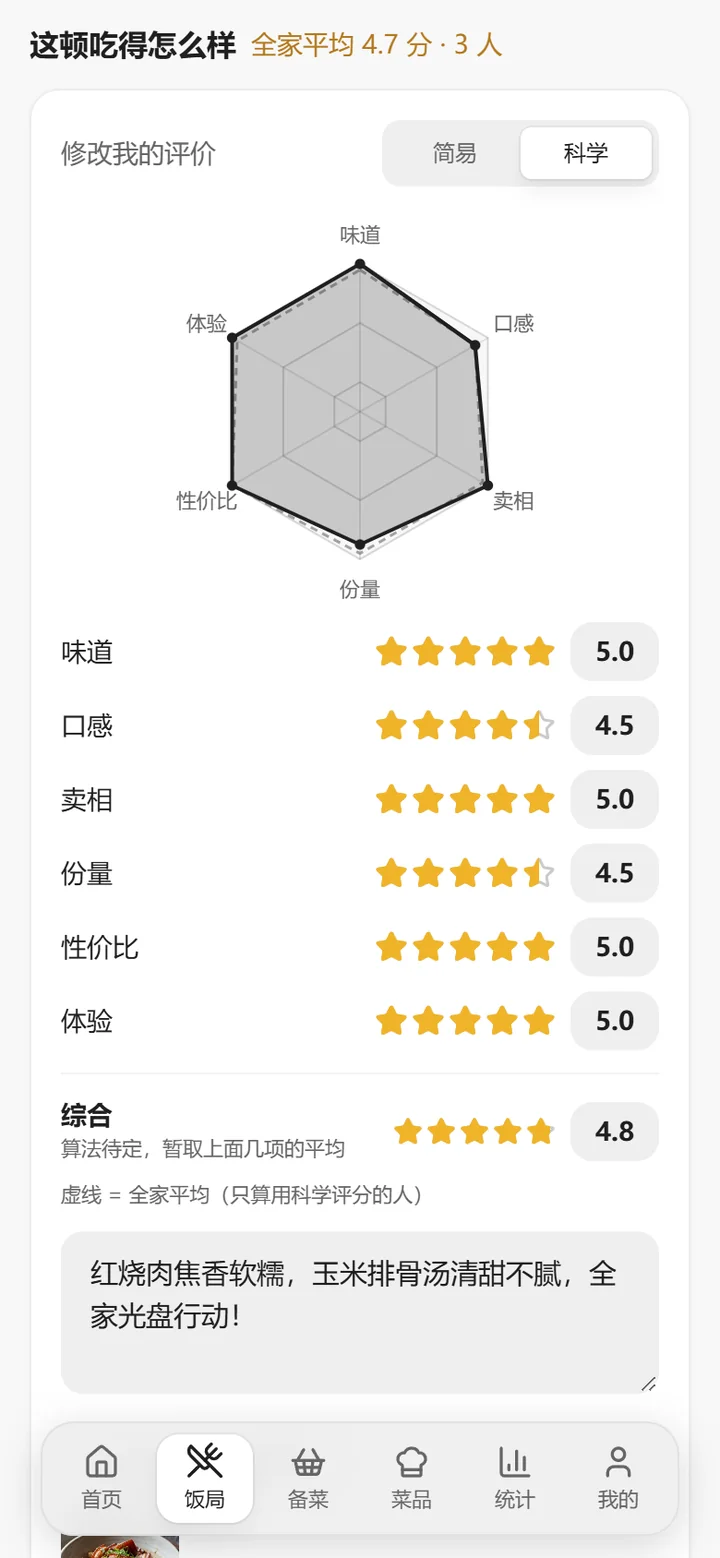 这顿吃得怎么样 全家平均 4.7 分 · 3 人
修改我的评价 简易 科学
味道
体验 口感
性价比 卖相
份量
味道 5.0
口感 4.5
卖相 5.0
份量 4.5
性价比 5.0
体验 5.0
综合 4.8
算法待定，暂取上面几项的平均
虚线 = 全家平均（只算用科学评分的人）
红烧肉焦香软糯，玉米排骨汤清甜不腻，全
家光盘行动！
首页 饭局 备菜 菜品 统计 我的